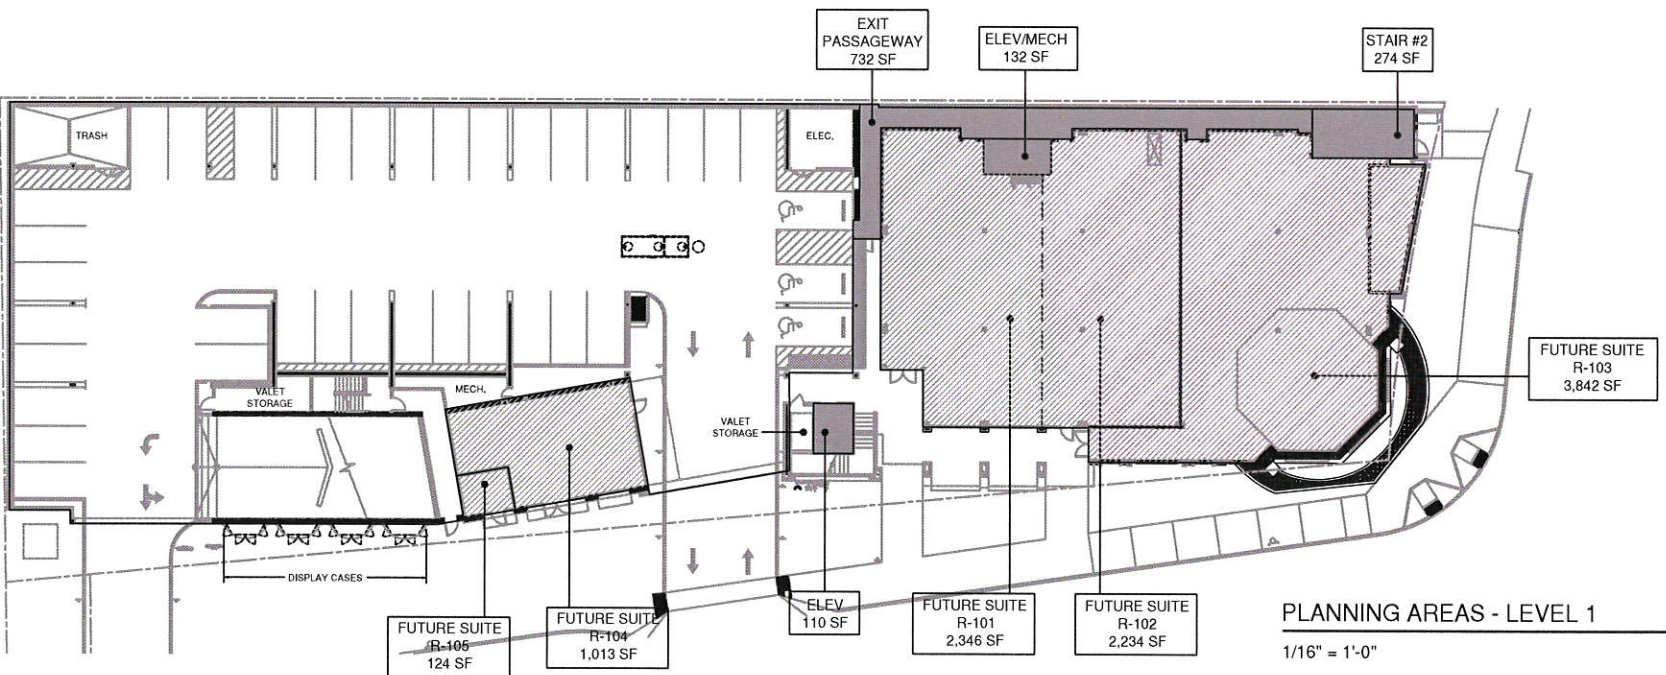 EXIT
PASSAGEWAY
732 SF
ELEV/MECH
132 SF
STAIR #2
274 SF
TRASH
ELEC.
VALET
STORAGE
MECH.
VALET
STORAGE
FUTURE SUITE
R-103
3,842 SF
DISPLAY CASES
FUTURE SUITE
R-105
124 SF
FUTURE SUITE
R-104
1,013 SF
ELEV
110 SF
FUTURE SUITE
R-101
2,346 SF
FUTURE SUITE
R-102
2,234 SF
PLANNING AREAS - LEVEL 1
1/16" = 1'-0"